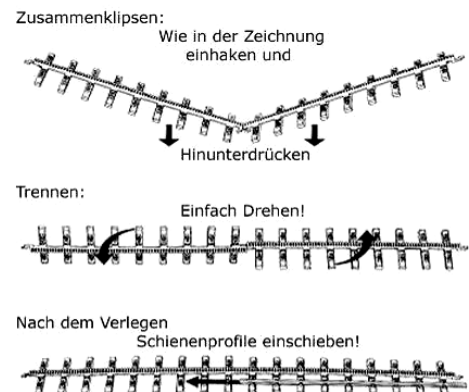 Zusammenklipsen:
Wie in der Zeichnung
einhaken und
Hinunterdrücken
Trennen:
Einfach Drehen!
Nach dem Verlegen
Schienenprofile einschieben!